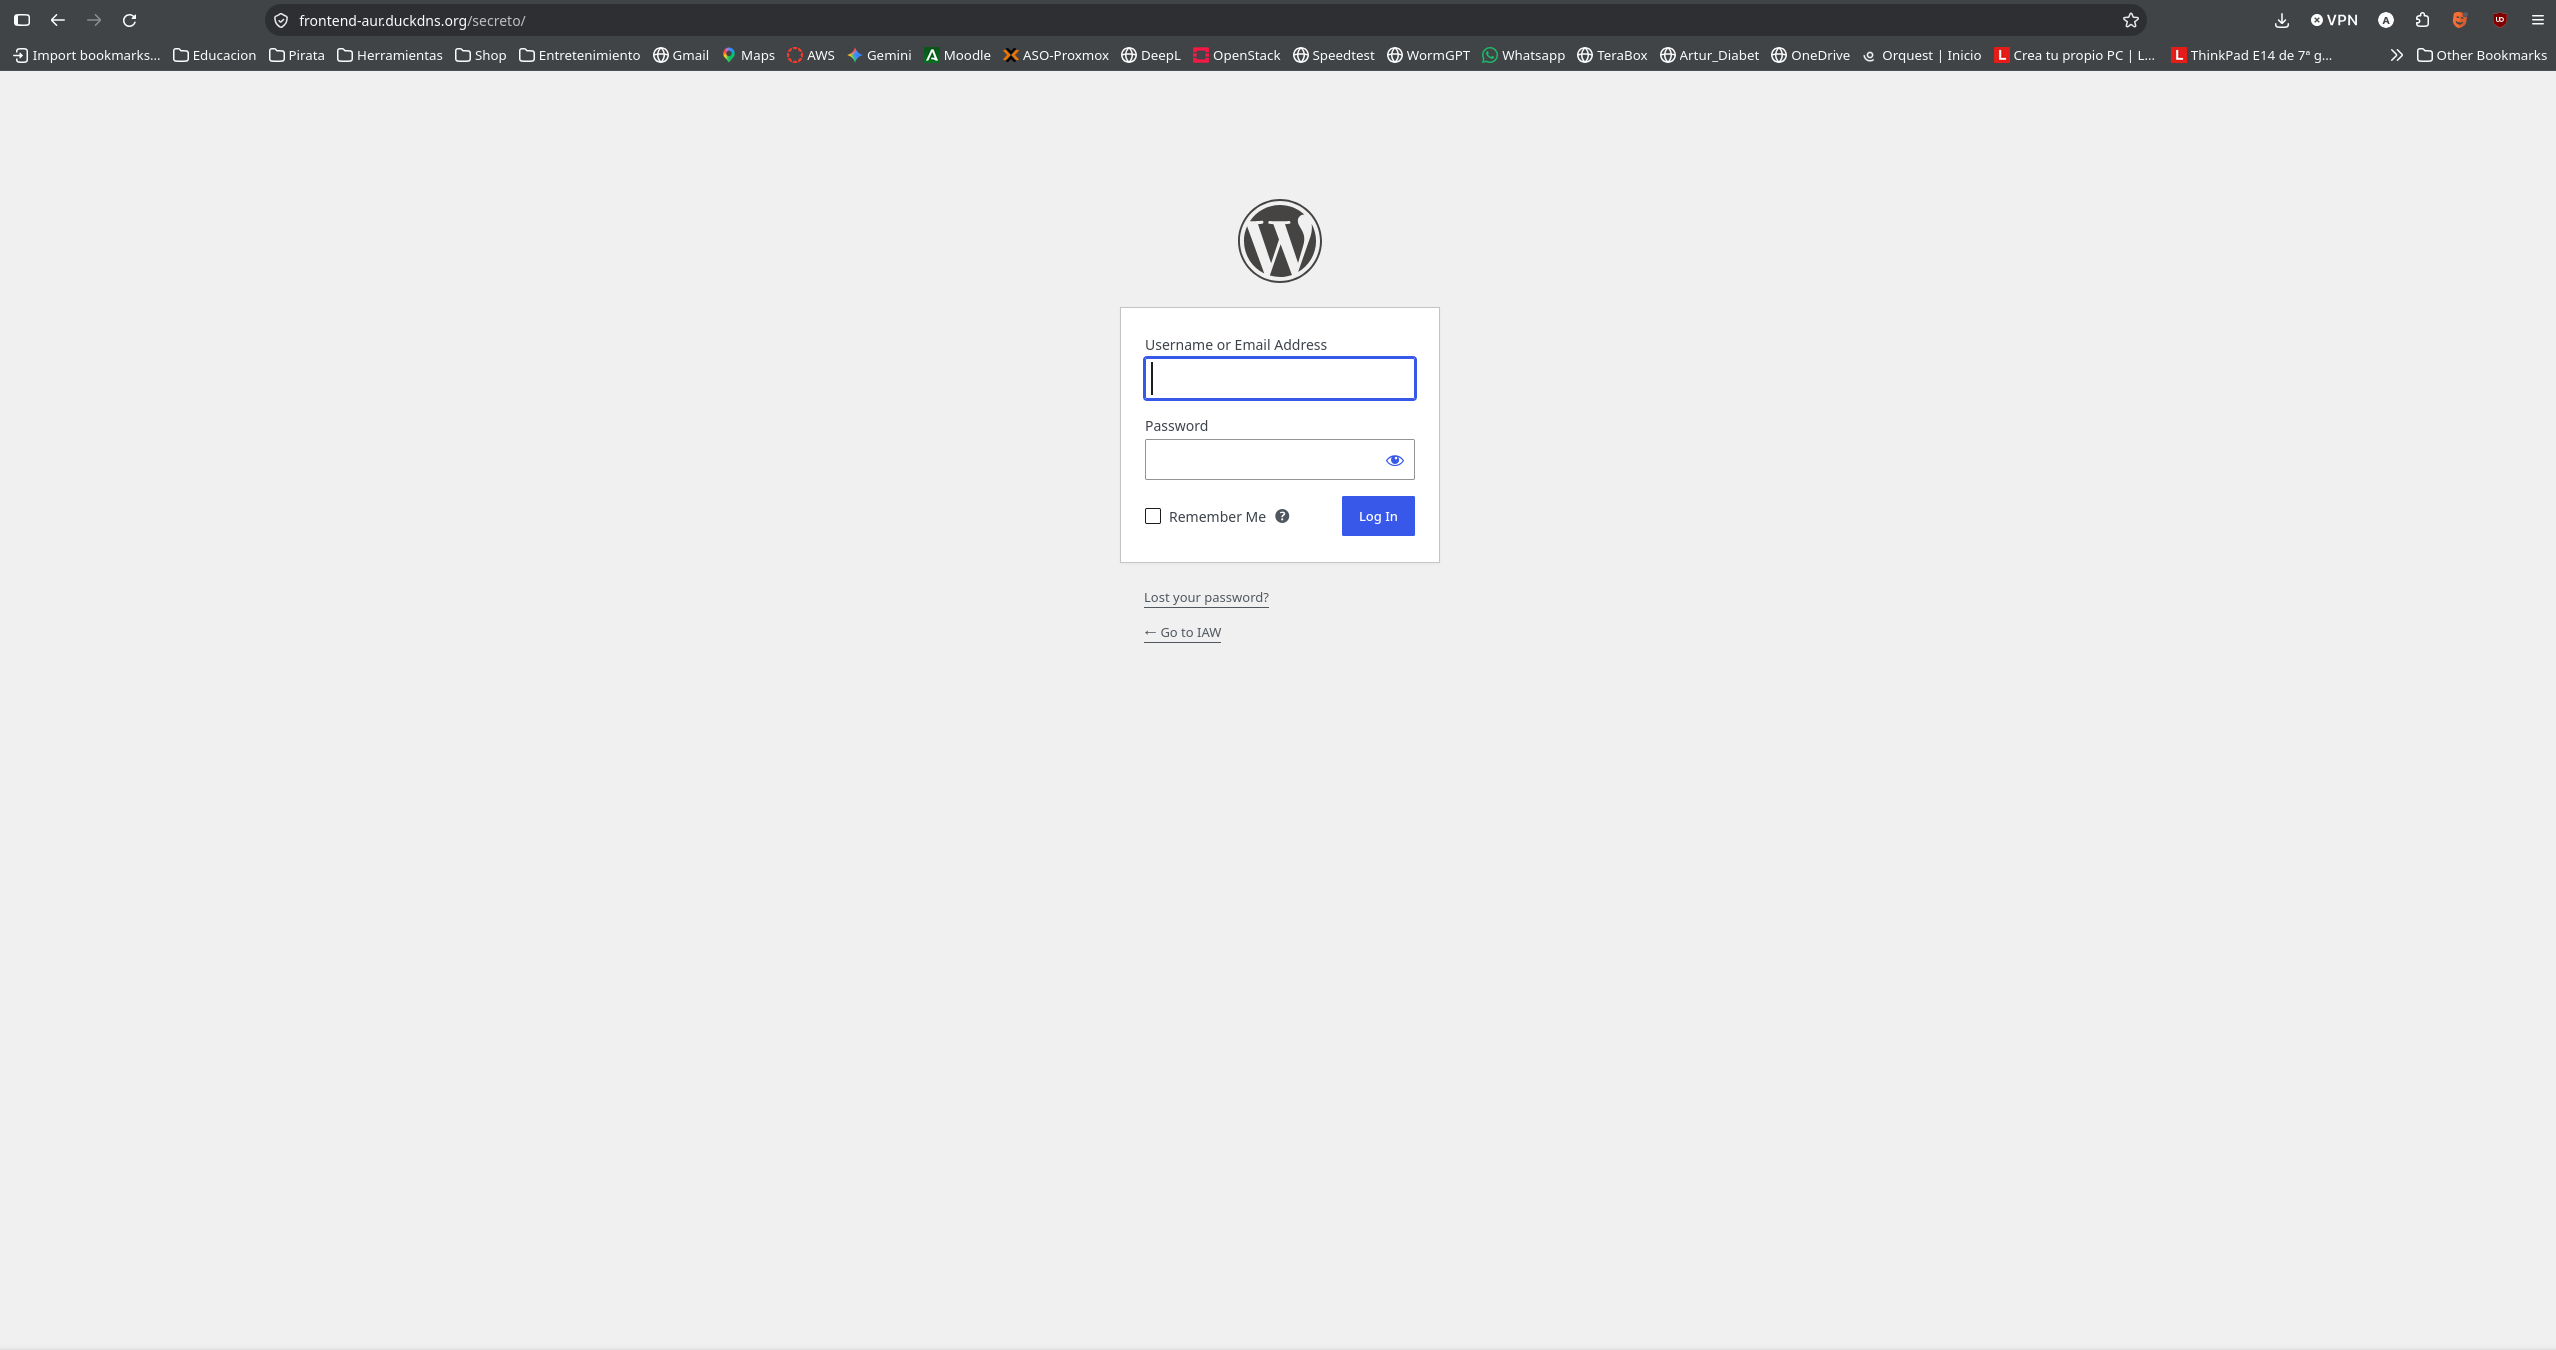 frontend-aur.duckdns.org/secreto/
VPN
Import bookmarks... Educacion Pirata Herramientas Shop Entretenimiento Gmail Maps AWS Gemini Moodle ASO-Proxmox DeepL OpenStack Speedtest WormGPT Whatsapp TeraBox Artur_Diabet OneDrive Orquest | Inicio Crea tu propio PC | L... ThinkPad E14 de 7ª g... Other Bookmarks
Username or Email Address
Password
Remember Me ? Log In
Lost your password?
← Go to IAW